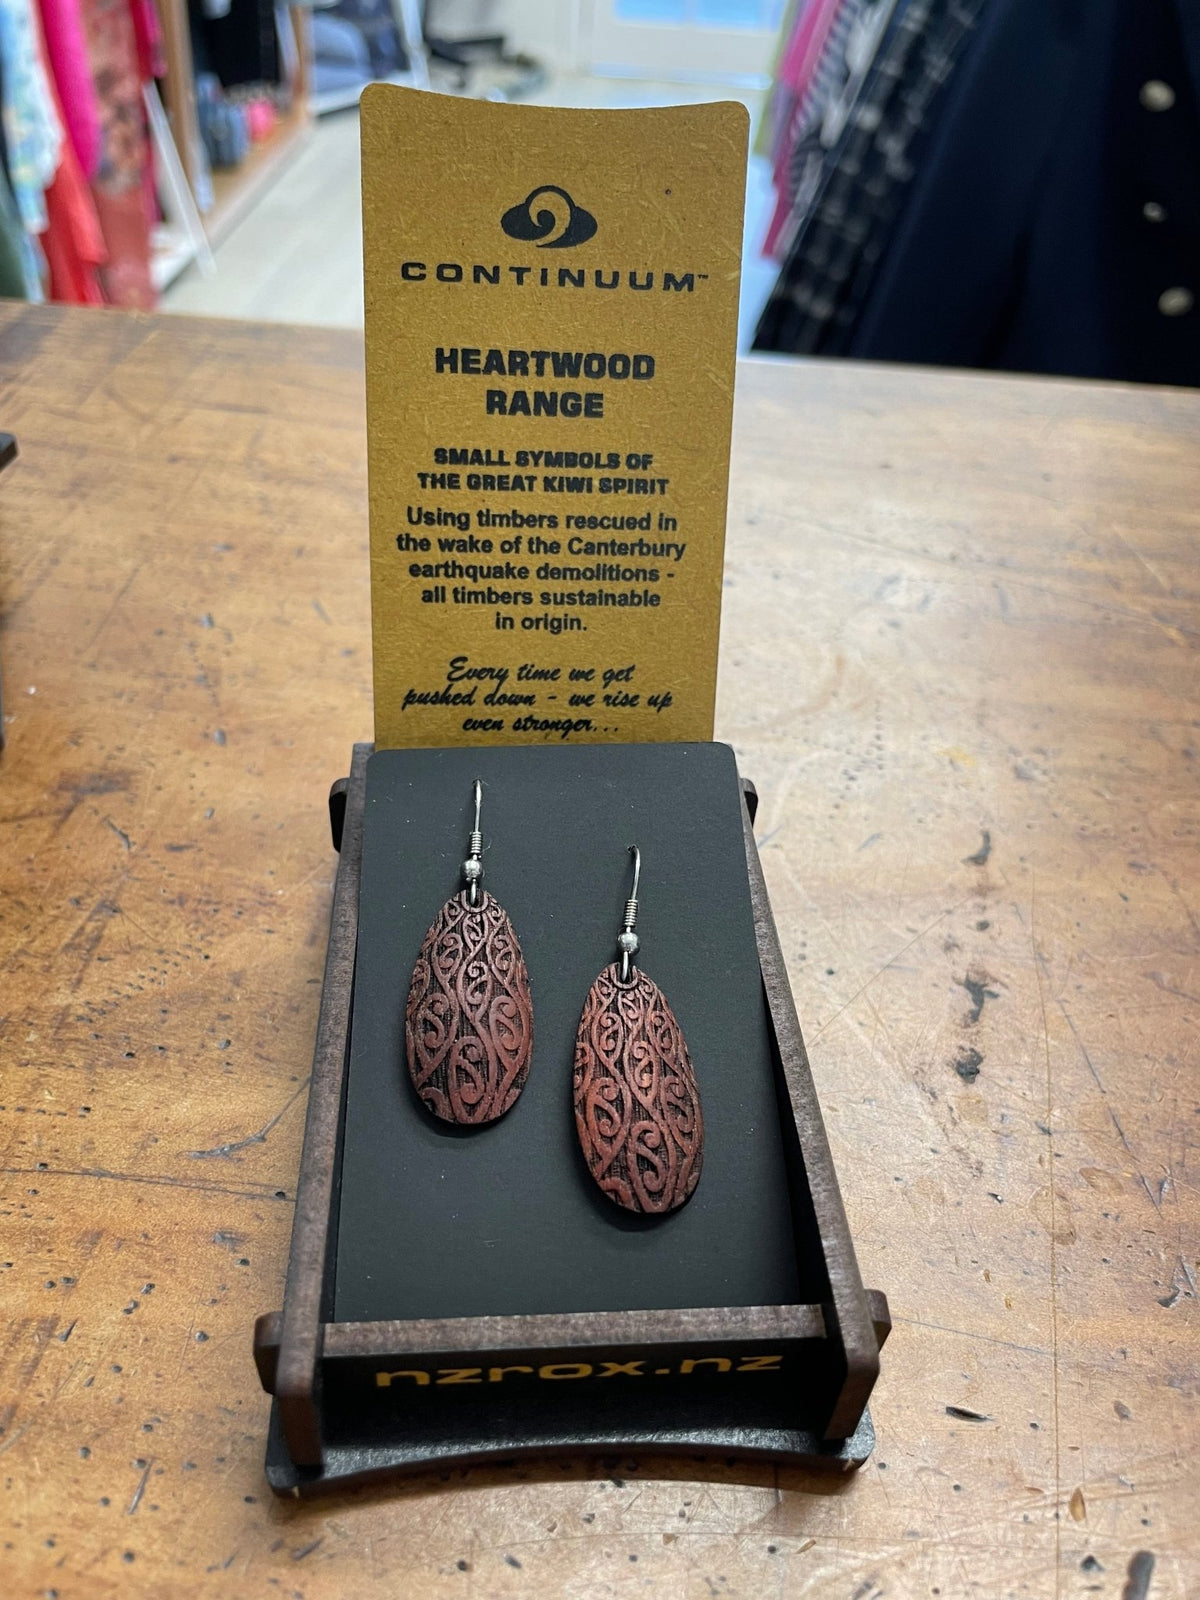 CONTINUUM™
HEARTWOOD
RANGE
SMALL SYMBOLS OF
THE GREAT KIWI SPIRIT
Using timbers rescued in
the wake of the Canterbury
earthquake demolitions -
all timbers sustainable
in origin.
Every time we get
pushed down - we rise up
even stronger...
nzrox.nz